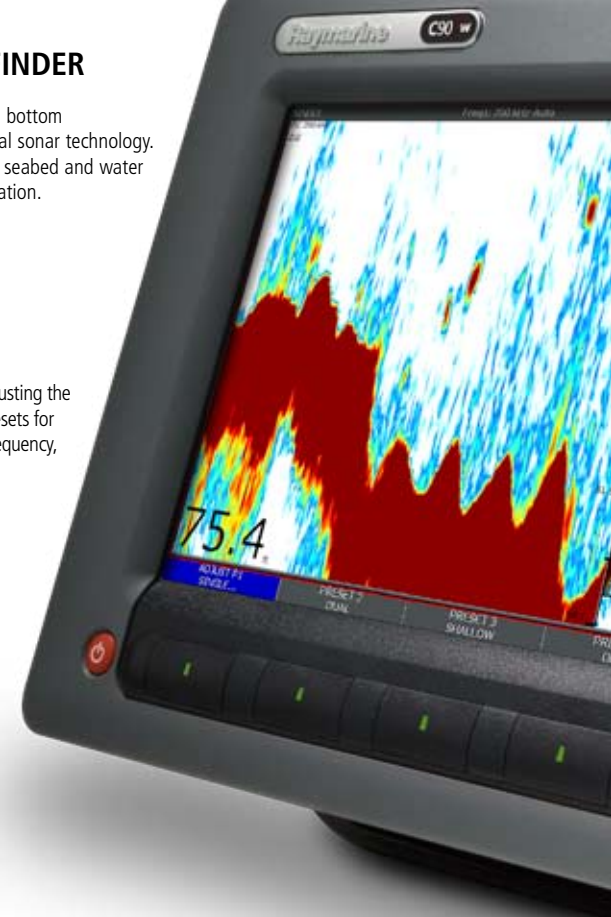 INDER
bottom
al sonar technology.
seabed and water
ation.
usting the
esets for
equency,
Raymarine
C90 W
75.4
ADJUST P1
SINGLE...
PRESET 2
DUAL
PRESET 3
SHALLOW